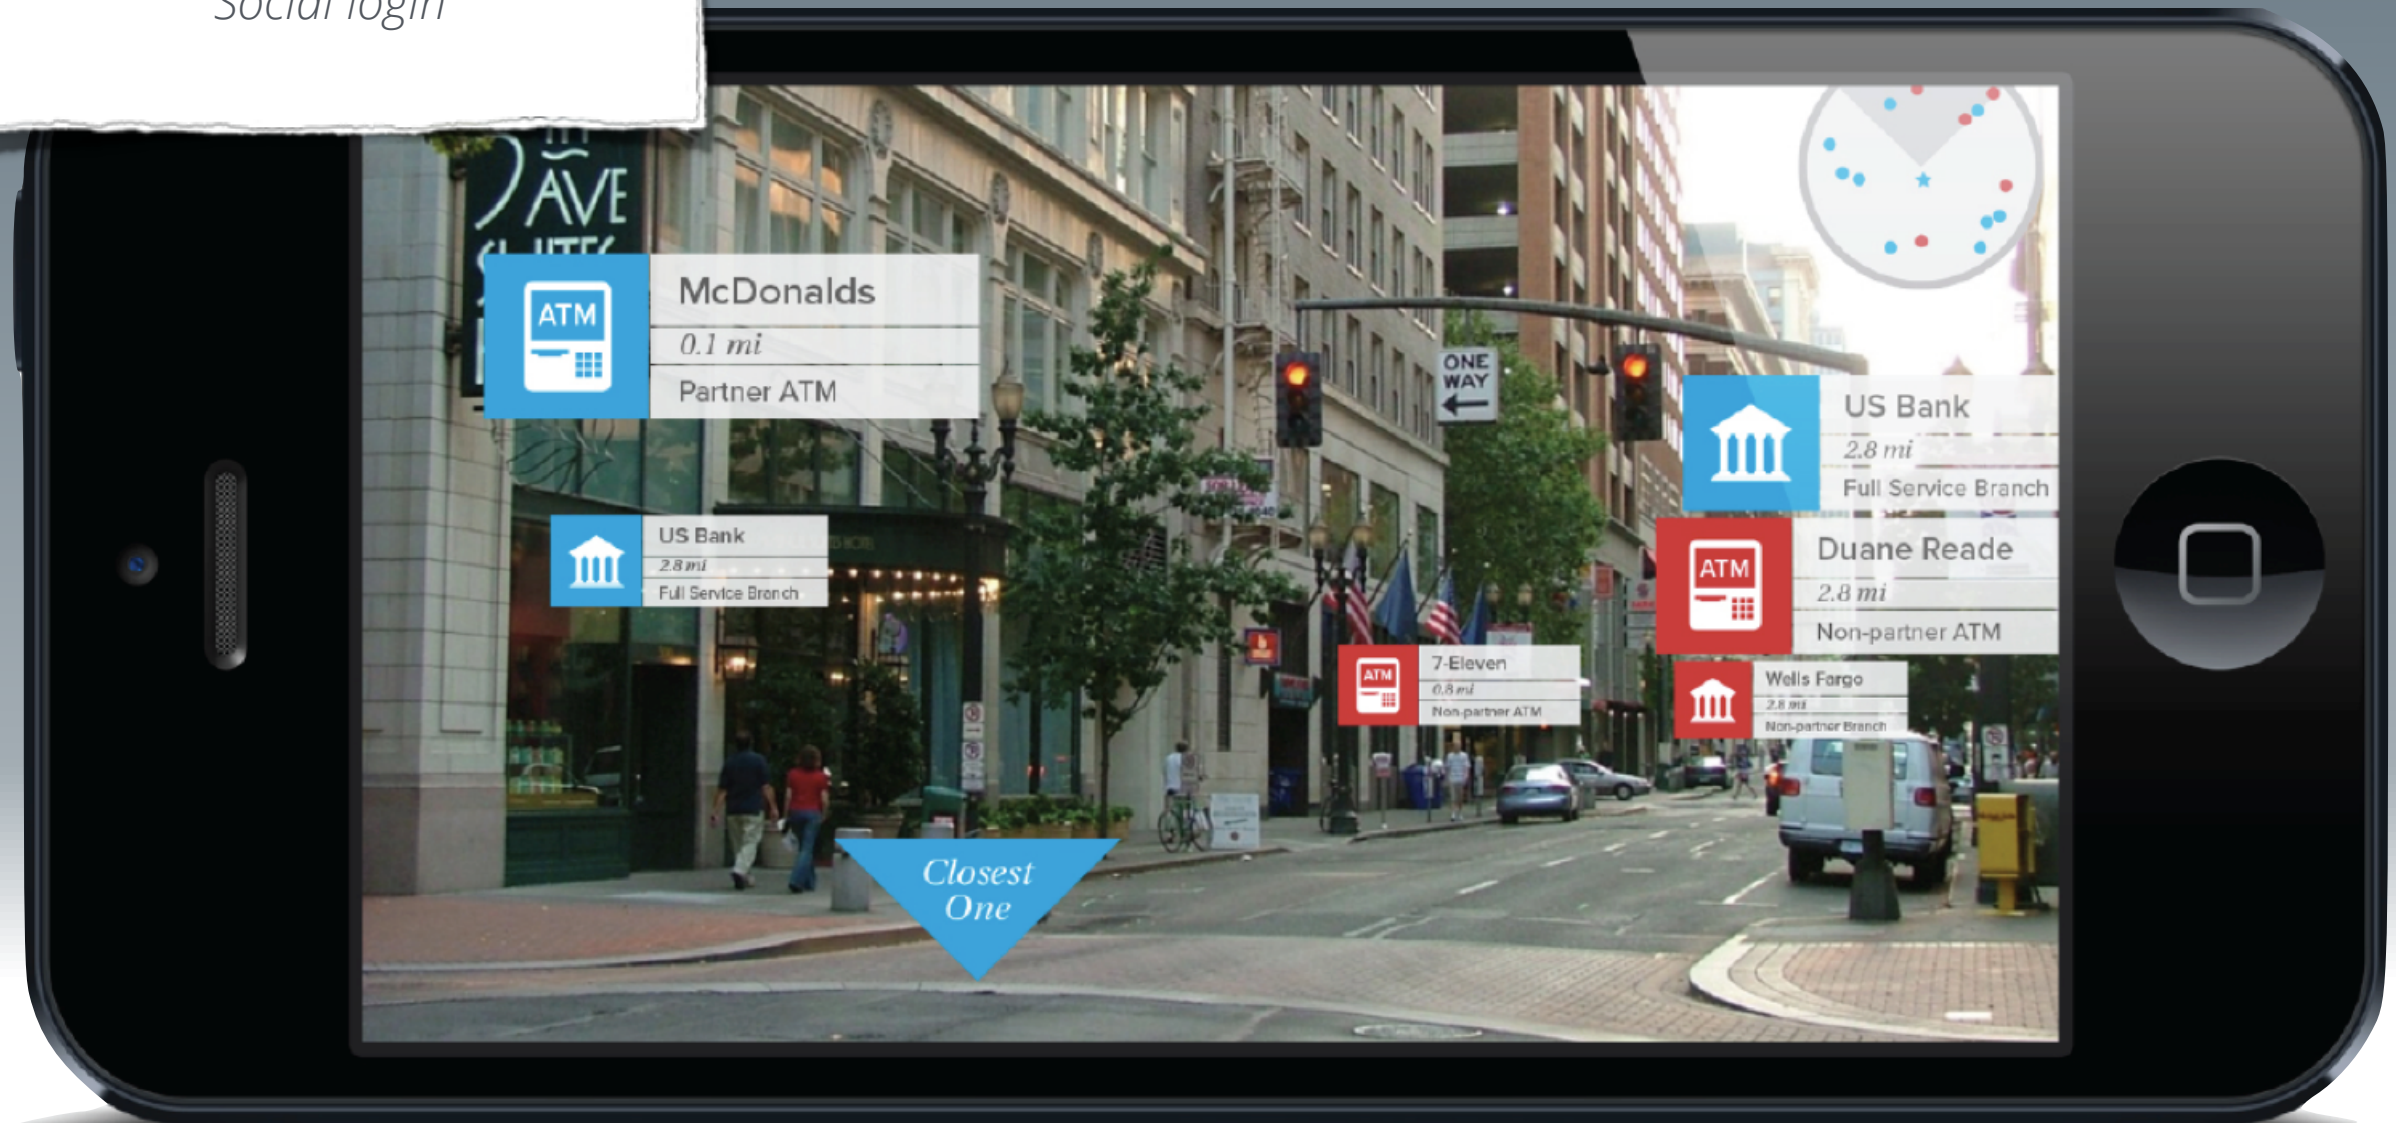 Social login
AVE
ATM
McDonalds
0.1 mi
Partner ATM
US Bank
2.8 mi
Full Service Branch
ONE
WAY
US Bank
2.8 mi
Full Service Branch
ATM
Duane Reade
2.8 mi
Non-partner ATM
ATM
7-Eleven
0.8 mi
Non-partner ATM
Wells Fargo
2.8 mi
Non-partner Branch
Closest
One